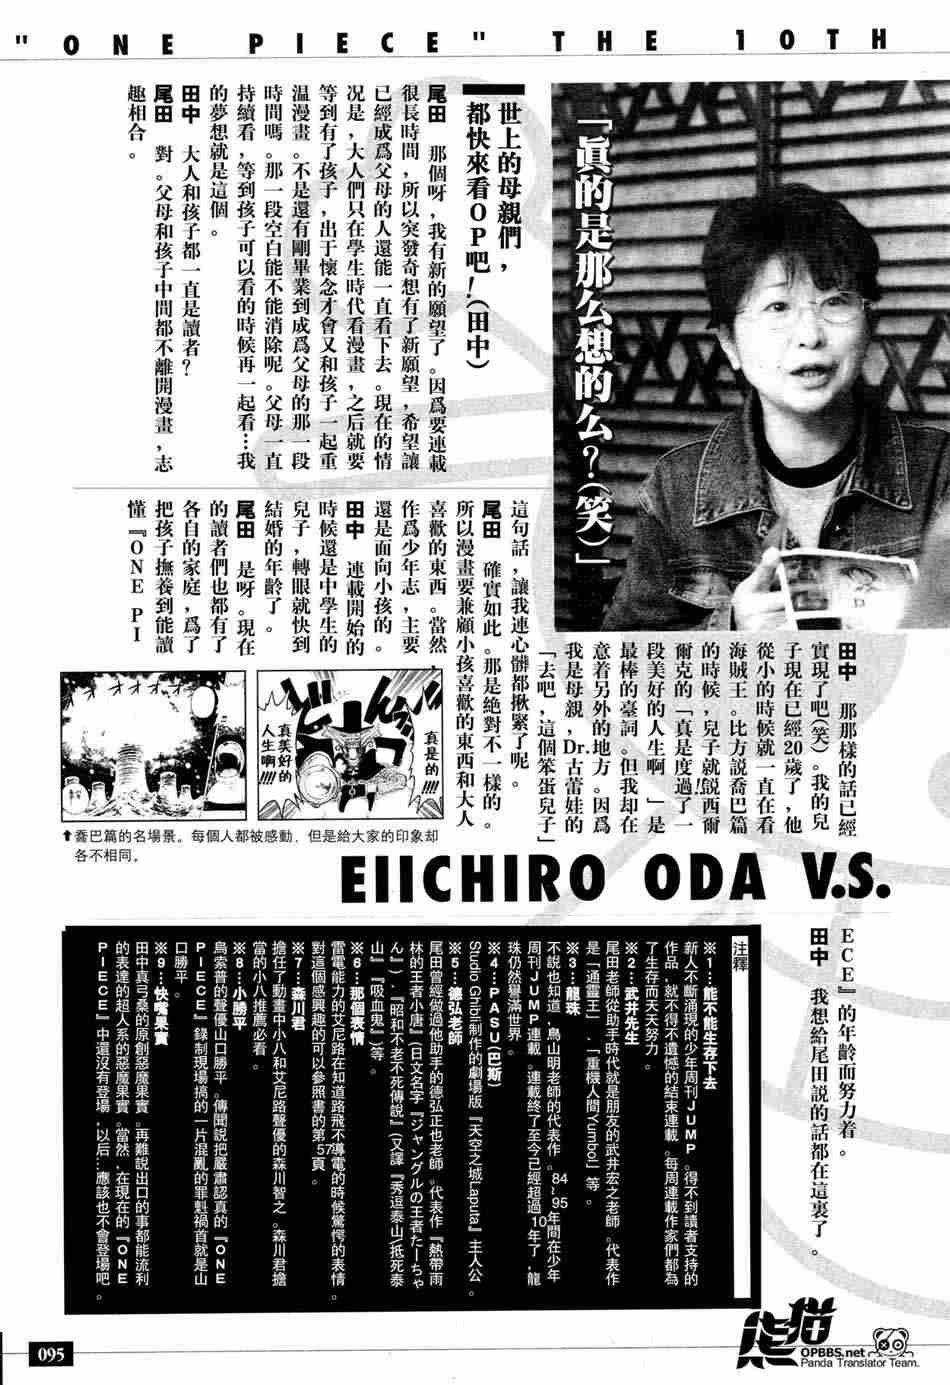 "ONE PIECE" THE 10TH
「真的是那么想的么？(笑)」
世上的母親們，
都快來看OP吧！(田中)
尾田　那個呀，我有新的願望了。因爲要連載
很長時間，所以突發奇想有了新願望，希望讓
已經成爲父母的人還能一直看下去。現在的情
况是，大人們只在學生時代看漫畫，之后就要
等到有了孩子，出于懷念才會又和孩子一起重
温漫畫。不是還有剛畢業到成爲父母的那一段
時間嗎。那一段空白能不能消除呢。父母一直
持續看，等到孩子可以看的時候再一起看…我
的夢想就是這個。
田中　大人和孩子都一直是讀者？
尾田　對。父母和孩子中間都不離開漫畫，志
趣相合。
田中　那那樣的話已經
實現了吧(笑)。我的兒
子現在已經20歲了，他
從小的時候就一直在看
海賊王。比方説喬巴篇
的時候，兒子就説西爾
爾克的「真是度過了一
段美好的人生啊」是
最棒的臺詞。但我却在
意着另外的地方。因爲
我是母親，Dr.古蕾娃的
「去吧，這個笨蛋兒子」
這句話，讓我連心髒都揪緊了呢。
尾田　確實如此。那是絶對不一樣的。
所以漫畫要兼顧小孩喜歡的東西和大人
喜歡的東西。當然，
作爲少年志，主要
還是面向小孩的。
田中　連載開始的
時候還是中學生的
兒子，轉眼就快到
結婚的年齡了。
尾田　是呀。現在
的讀者們也都有了
各自的家庭，爲了
把孩子撫養到能讀
懂『ONE PI
ECE』的年齡而努力着。
田中　我想給尾田説的話都在這裏了。
真是的!!!!
真美好的
人生啊!!!!
オオオオオ
⬆喬巴篇的名場景。每個人都被感動，但是給大家的印象却
各不相同。
EIICHIRO ODA V.S.
注釋
※1…能不能生存下去
新人不斷涌現的少年周刊JUMP。得不到讀者支持的
作品，就不得不遺憾的結束連載。每周連載作家們都為
了生存而天天努力。
※2…武井先生
尾田老師從助手時代就是朋友的武井宏之老師。代表作
是「通靈王」、「重機人間Yumbol」等。
※3…龍珠
不說也知道，鳥山明老師的代表作。84～95年間在少年
周刊JUMP連載。連載終了至今已經超過10年了，龍
珠仍然譽滿世界。
※4…PASU(巴斯)
Studio Ghibli制作的劇場版『天空之城Laputa』主人公。
※5…德弘老師
尾田曾經做過他助手的德弘正也老師。代表作『熱帶雨
林的王者小唐』(日文名字『ジャングルの王者ターちゃ
ん』)、『昭和不老不死傳說』(又譯『秀逗泰山/抵死泰
山』)『吸血鬼』)等。
※6…那個表情
雷電能力的艾尼路在知道路飛不導電的時候驚愕的表情。
對這個感興趣的可以參照書的第57頁。
※7…森川君
擔任了動畫中小八和艾尼路聲優的森川智之。森川君擔
當的小八推薦必看。
※8…小勝平
烏索普的聲優山口勝平。傳聞說把嚴肅認真的『ONE
PIECE』錄制現場搞的一片混亂的罪魁禍首就是山
口勝平。
※9…快嘴果實
田中真弓桑的原創惡魔果實。再難說出口的事都能流利
的表達的超人系的惡魔果實。當然，在現在的『ONE
PIECE』中還沒有登場，以后…應該也不會登場吧。
095
熊猫
OPBBS.net
Panda Translator Team.